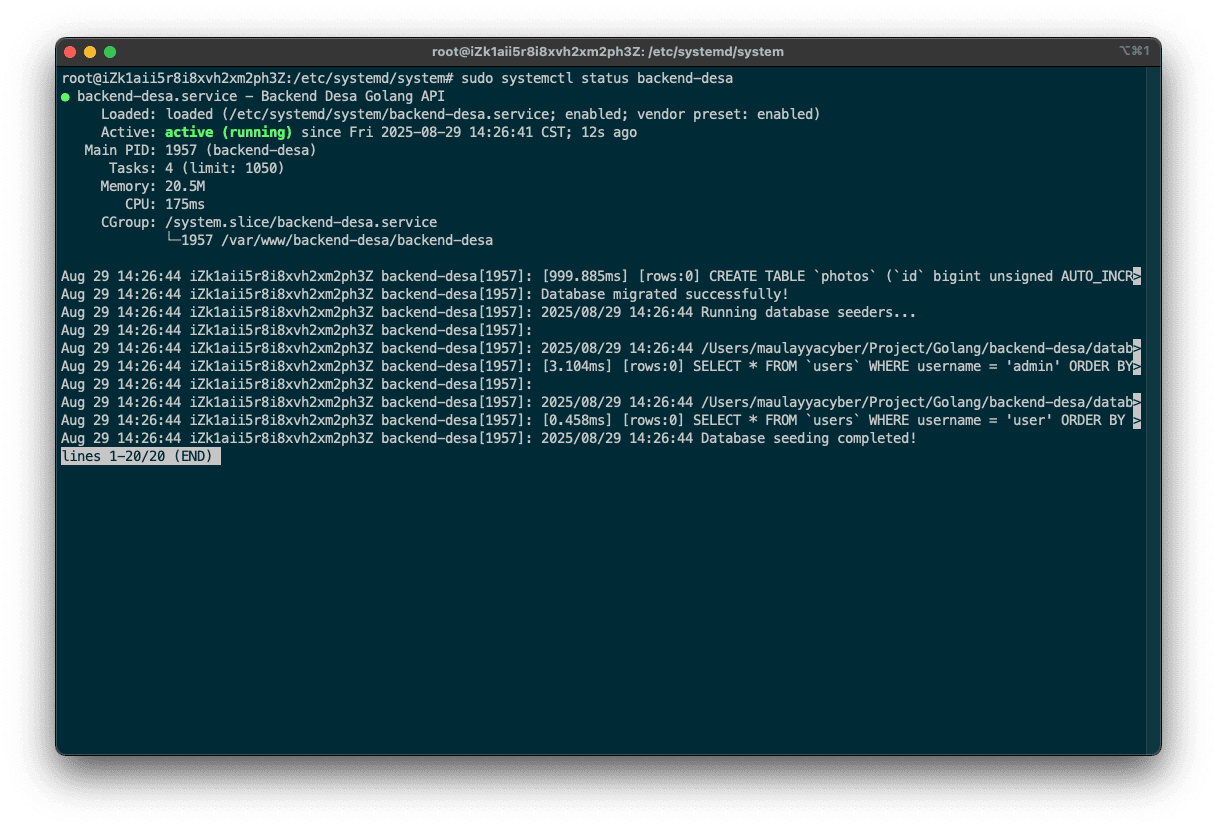 root@iZk1aii5r8i8xvh2xm2ph3Z: /etc/systemd/system
⌥⌘1
root@iZk1aii5r8i8xvh2xm2ph3Z:/etc/systemd/system# sudo systemctl status backend-desa
● backend-desa.service - Backend Desa Golang API
Loaded: loaded (/etc/systemd/system/backend-desa.service; enabled; vendor preset: enabled)
Active: active (running) since Fri 2025-08-29 14:26:41 CST; 12s ago
Main PID: 1957 (backend-desa)
Tasks: 4 (limit: 1050)
Memory: 20.5M
CPU: 175ms
CGroup: /system.slice/backend-desa.service
└─1957 /var/www/backend-desa/backend-desa
Aug 29 14:26:44 iZk1aii5r8i8xvh2xm2ph3Z backend-desa[1957]: [999.885ms] [rows:0] CREATE TABLE `photos` (`id` bigint unsigned AUTO_INCR>
Aug 29 14:26:44 iZk1aii5r8i8xvh2xm2ph3Z backend-desa[1957]: Database migrated successfully!
Aug 29 14:26:44 iZk1aii5r8i8xvh2xm2ph3Z backend-desa[1957]: 2025/08/29 14:26:44 Running database seeders...
Aug 29 14:26:44 iZk1aii5r8i8xvh2xm2ph3Z backend-desa[1957]:
Aug 29 14:26:44 iZk1aii5r8i8xvh2xm2ph3Z backend-desa[1957]: 2025/08/29 14:26:44 /Users/maulayyacyber/Project/Golang/backend-desa/datab>
Aug 29 14:26:44 iZk1aii5r8i8xvh2xm2ph3Z backend-desa[1957]: [3.104ms] [rows:0] SELECT * FROM `users` WHERE username = 'admin' ORDER BY>
Aug 29 14:26:44 iZk1aii5r8i8xvh2xm2ph3Z backend-desa[1957]:
Aug 29 14:26:44 iZk1aii5r8i8xvh2xm2ph3Z backend-desa[1957]: 2025/08/29 14:26:44 /Users/maulayyacyber/Project/Golang/backend-desa/datab>
Aug 29 14:26:44 iZk1aii5r8i8xvh2xm2ph3Z backend-desa[1957]: [0.458ms] [rows:0] SELECT * FROM `users` WHERE username = 'user' ORDER BY >
Aug 29 14:26:44 iZk1aii5r8i8xvh2xm2ph3Z backend-desa[1957]: 2025/08/29 14:26:44 Database seeding completed!
lines 1-20/20 (END)